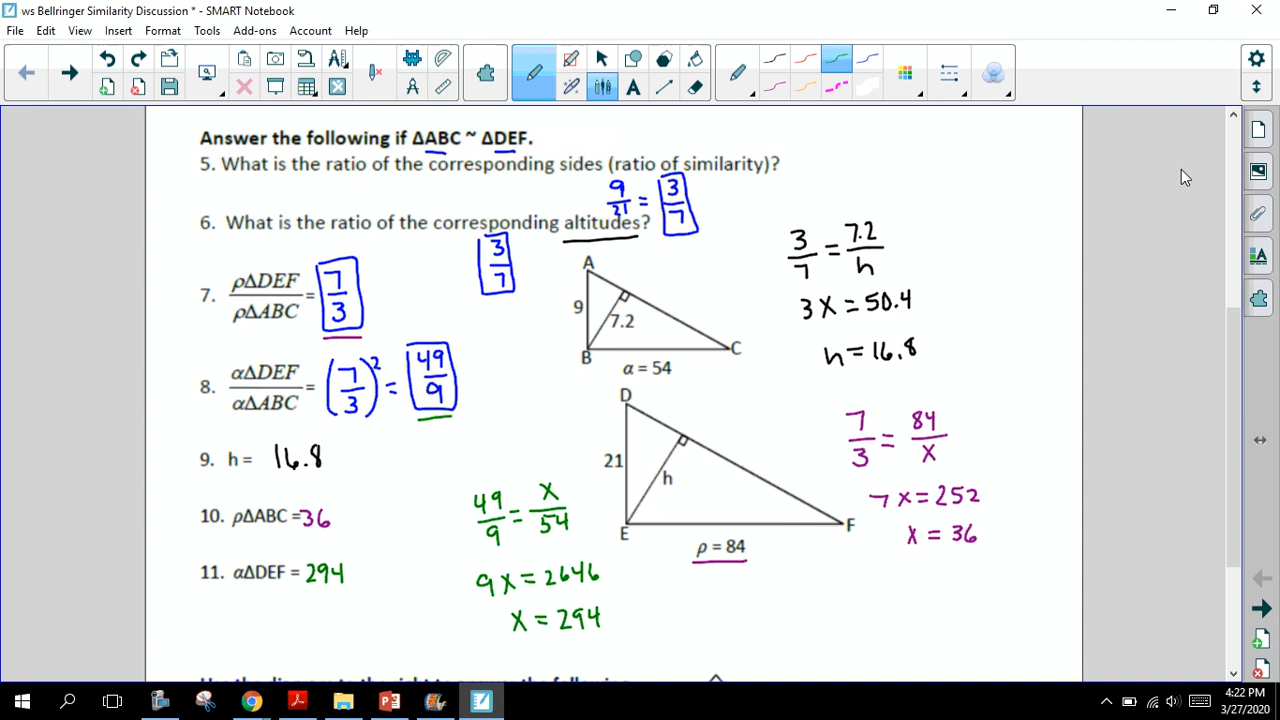 ws Bellringer Similarity Discussion * - SMART Notebook
File Edit View Insert Format Tools Add-ons Account Help
Answer the following if ΔABC ~ ΔDEF.
5. What is the ratio of the corresponding sides (ratio of similarity)?
9/21 = 3/7
6. What is the ratio of the corresponding altitudes?
3/7
7. ρΔDEF/ρΔABC = 7/3
8. αΔDEF/αΔABC = (7/3)² = 49/9
9. h = 16.8
10. ρΔABC = 36
11. αΔDEF = 294
49/9 = x/54
9x = 2646
x = 294
A
9
7.2
B
C
α = 54
D
21
h
E
F
ρ = 84
3/7 = 7.2/h
3x = 50.4
h = 16.8
7/3 = 84/x
7x = 252
x = 36
4:22 PM
3/27/2020